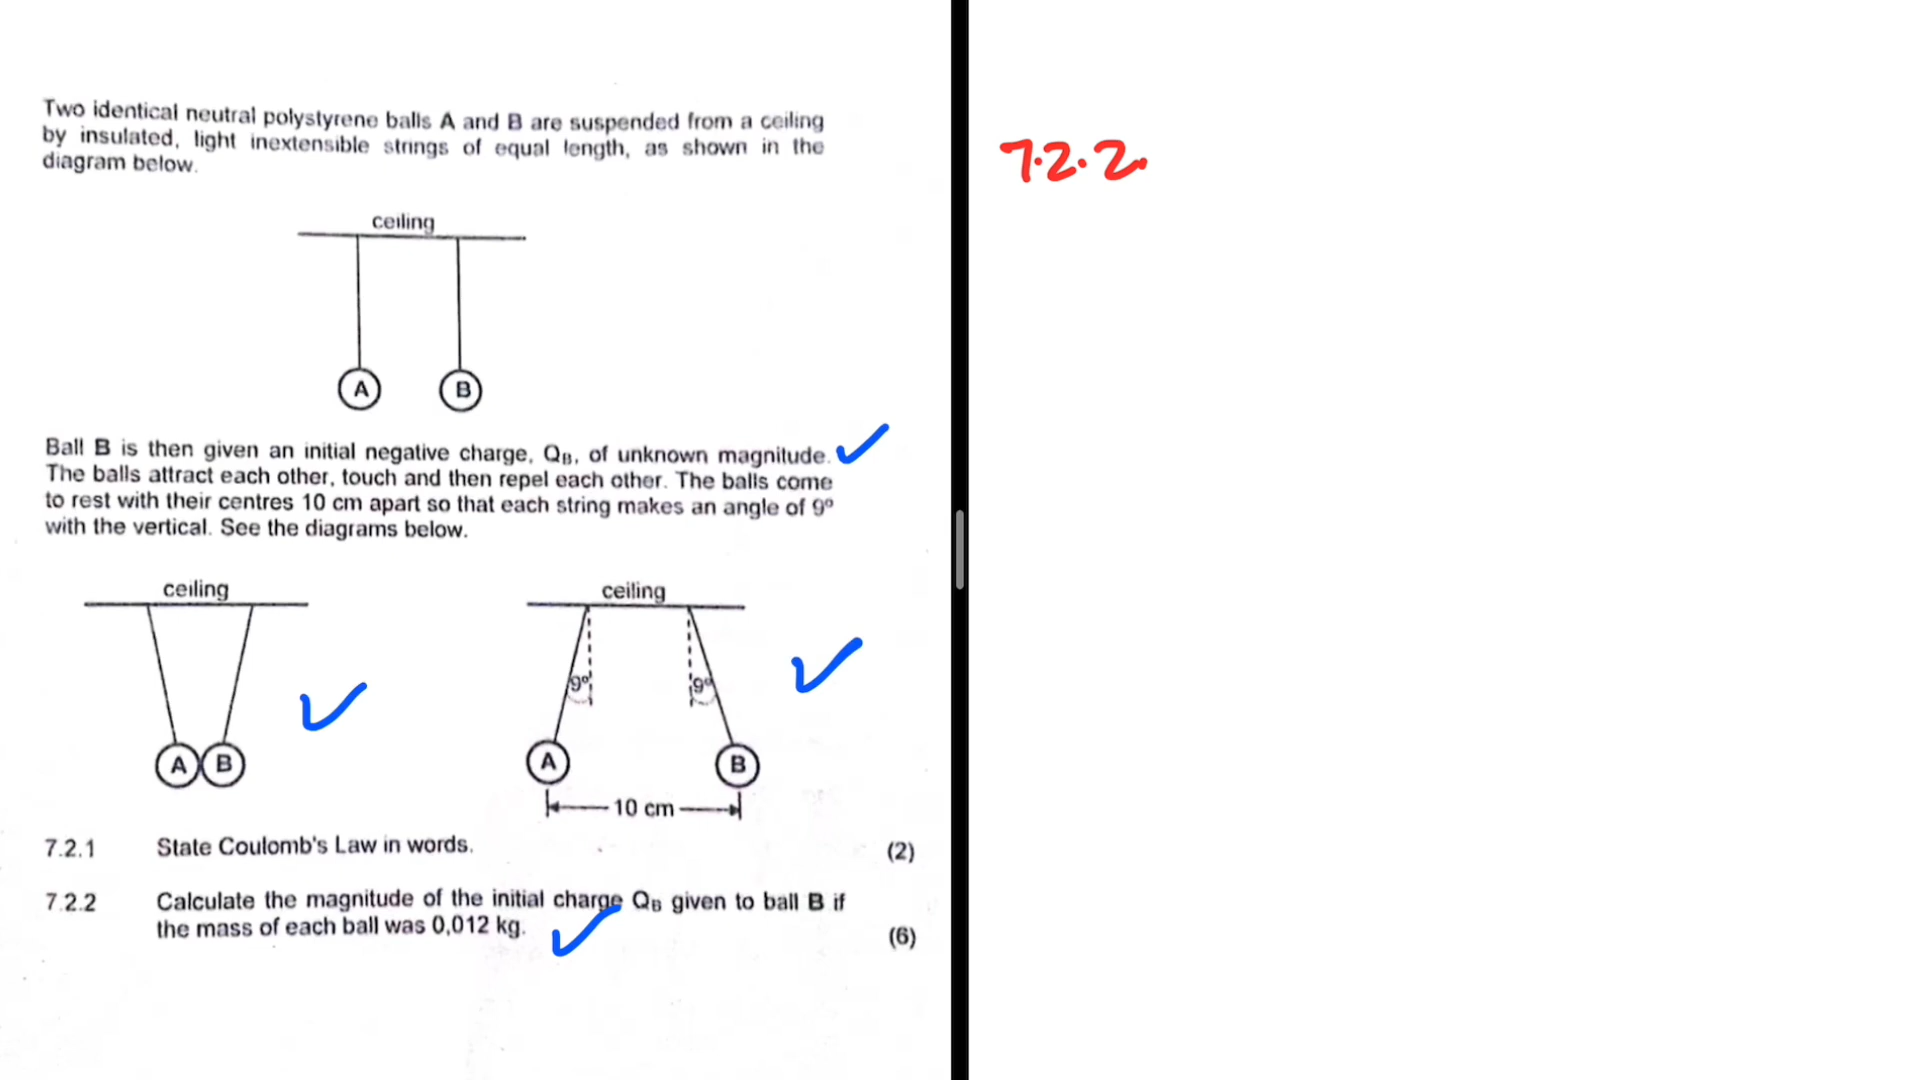 Two identical neutral polystyrene balls A and B are suspended from a ceiling
by insulated, light inextensible strings of equal length, as shown in the
diagram below.
ceiling
A
B
Ball B is then given an initial negative charge, QB, of unknown magnitude.
The balls attract each other, touch and then repel each other. The balls come
to rest with their centres 10 cm apart so that each string makes an angle of 9º
with the vertical. See the diagrams below.
ceiling
A
B
ceiling
9º
9º
A
B
10 cm
7.2.1 State Coulomb's Law in words. (2)
7.2.2 Calculate the magnitude of the initial charge QB given to ball B if
the mass of each ball was 0,012 kg. (6)
7.2.2.